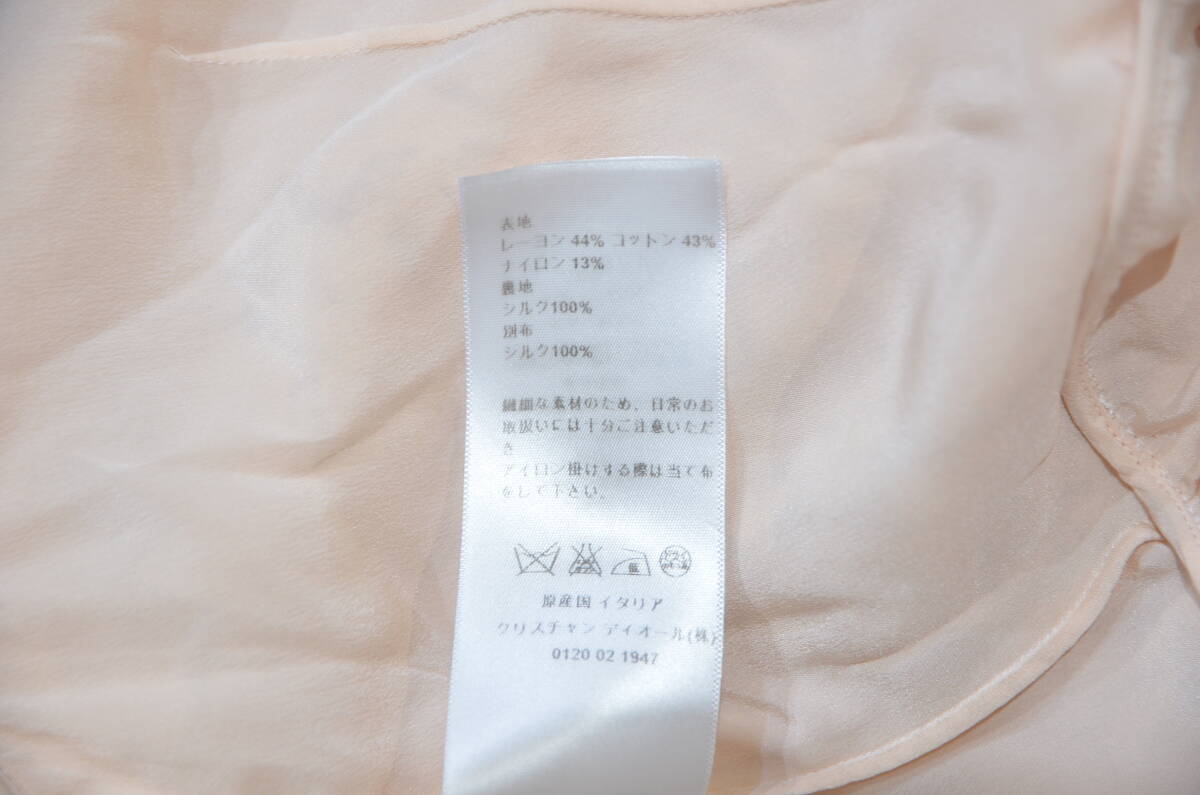 表地
レーヨン 44% コットン 43%
ナイロン 13%
裏地
シルク100%
別布
シルク100%
繊細な素材のため、日常のお
取扱いには十分ご注意いただ
き
アイロン掛けする際は当て布
をして下さい。
低 ドライ
原産国 イタリア
クリスチャン ディオール(株)
0120 02 1947